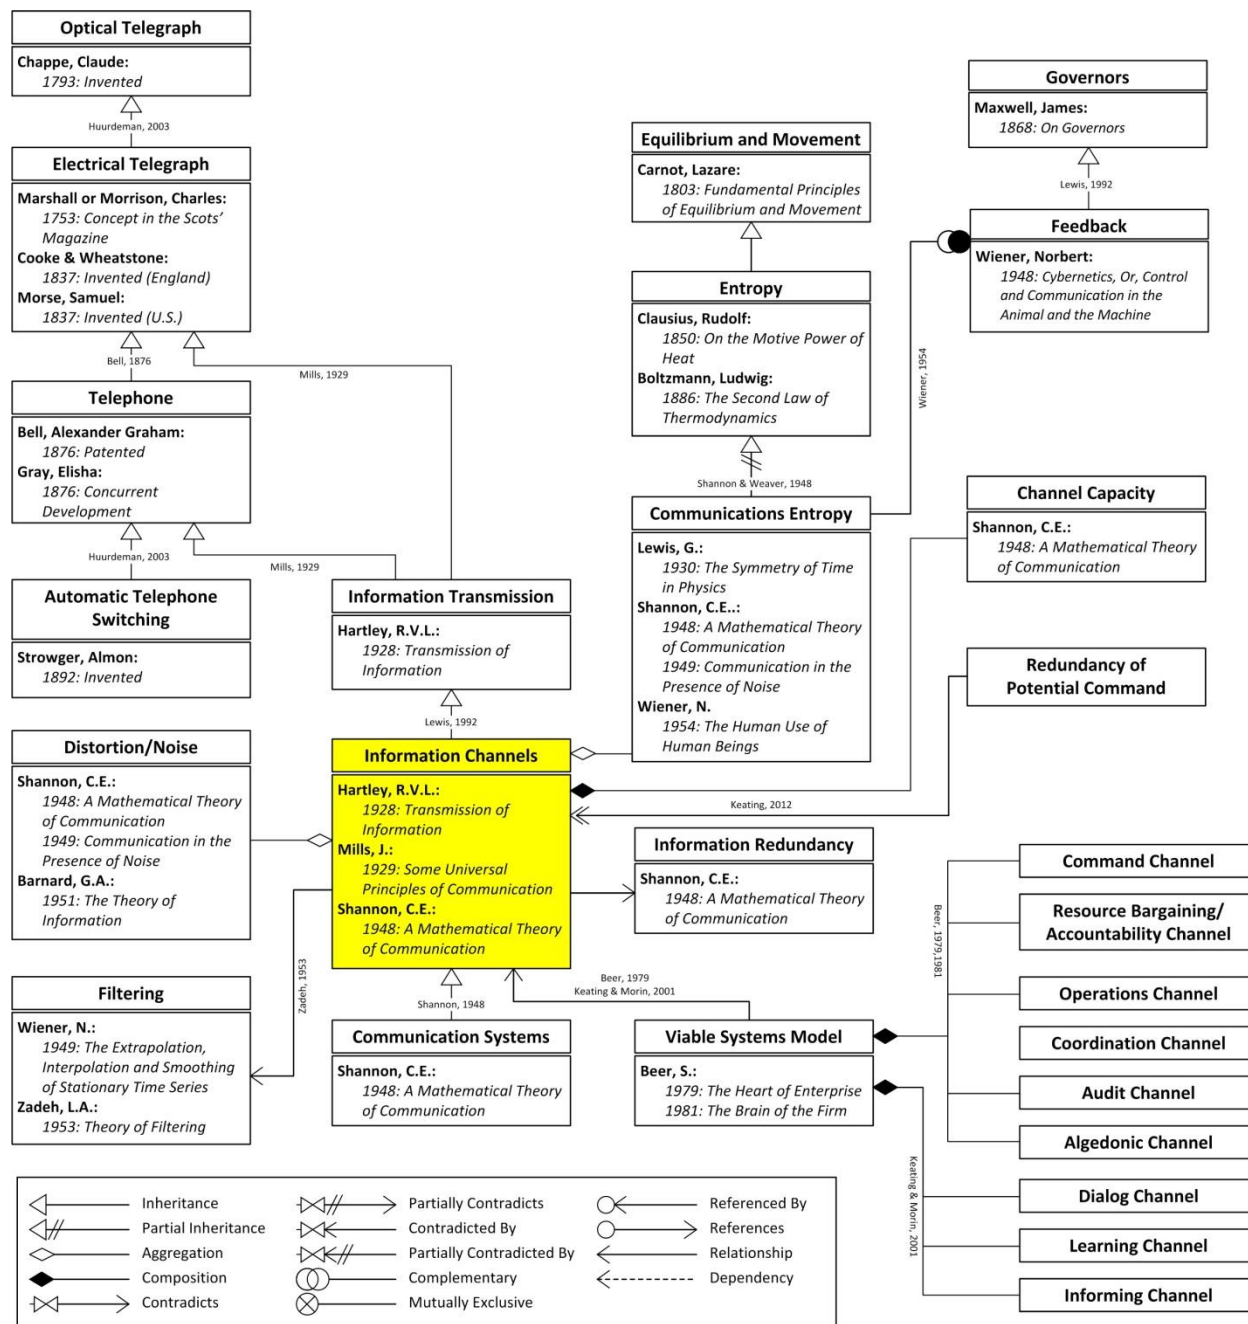 Optical Telegraph
Chappe, Claude:
1793: Invented
Huurdeman, 2003
Electrical Telegraph
Marshall or Morrison, Charles:
1753: Concept in the Scots’
Magazine
Cooke & Wheatstone:
1837: Invented (England)
Morse, Samuel:
1837: Invented (U.S.)
Bell, 1876
Mills, 1929
Telephone
Bell, Alexander Graham:
1876: Patented
Gray, Elisha:
1876: Concurrent
Development
Huurdeman, 2003
Mills, 1929
Automatic Telephone
Switching
Strowger, Almon:
1892: Invented
Information Transmission
Hartley, R.V.L.:
1928: Transmission of
Information
Lewis, 1992
Equilibrium and Movement
Carnot, Lazare:
1803: Fundamental Principles
of Equilibrium and Movement
Entropy
Clausius, Rudolf:
1850: On the Motive Power of
Heat
Boltzmann, Ludwig:
1886: The Second Law of
Thermodynamics
Shannon & Weaver, 1948
Communications Entropy
Lewis, G.:
1930: The Symmetry of Time
in Physics
Shannon, C.E..:
1948: A Mathematical Theory
of Communication
1949: Communication in the
Presence of Noise
Wiener, N.
1954: The Human Use of
Human Beings
Governors
Maxwell, James:
1868: On Governors
Lewis, 1992
Feedback
Wiener, Norbert:
1948: Cybernetics, Or, Control
and Communication in the
Animal and the Machine
Wiener, 1954
Channel Capacity
Shannon, C.E.:
1948: A Mathematical Theory
of Communication
Redundancy of
Potential Command
Keating, 2012
Distortion/Noise
Shannon, C.E.:
1948: A Mathematical Theory
of Communication
1949: Communication in the
Presence of Noise
Barnard, G.A.:
1951: The Theory of
Information
Information Channels
Hartley, R.V.L.:
1928: Transmission of
Information
Mills, J.:
1929: Some Universal
Principles of Communication
Shannon, C.E.:
1948: A Mathematical Theory
of Communication
Information Redundancy
Shannon, C.E.:
1948: A Mathematical Theory
of Communication
Zadeh, 1953
Filtering
Wiener, N.:
1949: The Extrapolation,
Interpolation and Smoothing
of Stationary Time Series
Zadeh, L.A.:
1953: Theory of Filtering
Shannon, 1948
Communication Systems
Shannon, C.E.:
1948: A Mathematical Theory
of Communication
Beer, 1979
Keating & Morin, 2001
Viable Systems Model
Beer, S.:
1979: The Heart of Enterprise
1981: The Brain of the Firm
Beer, 1979,1981
Command Channel
Resource Bargaining/
Accountability Channel
Operations Channel
Coordination Channel
Audit Channel
Algedonic Channel
Keating & Morin, 2001
Dialog Channel
Learning Channel
Informing Channel
Inheritance
Partial Inheritance
Aggregation
Composition
Contradicts
Partially Contradicts
Contradicted By
Partially Contradicted By
Complementary
Mutually Exclusive
Referenced By
References
Relationship
Dependency